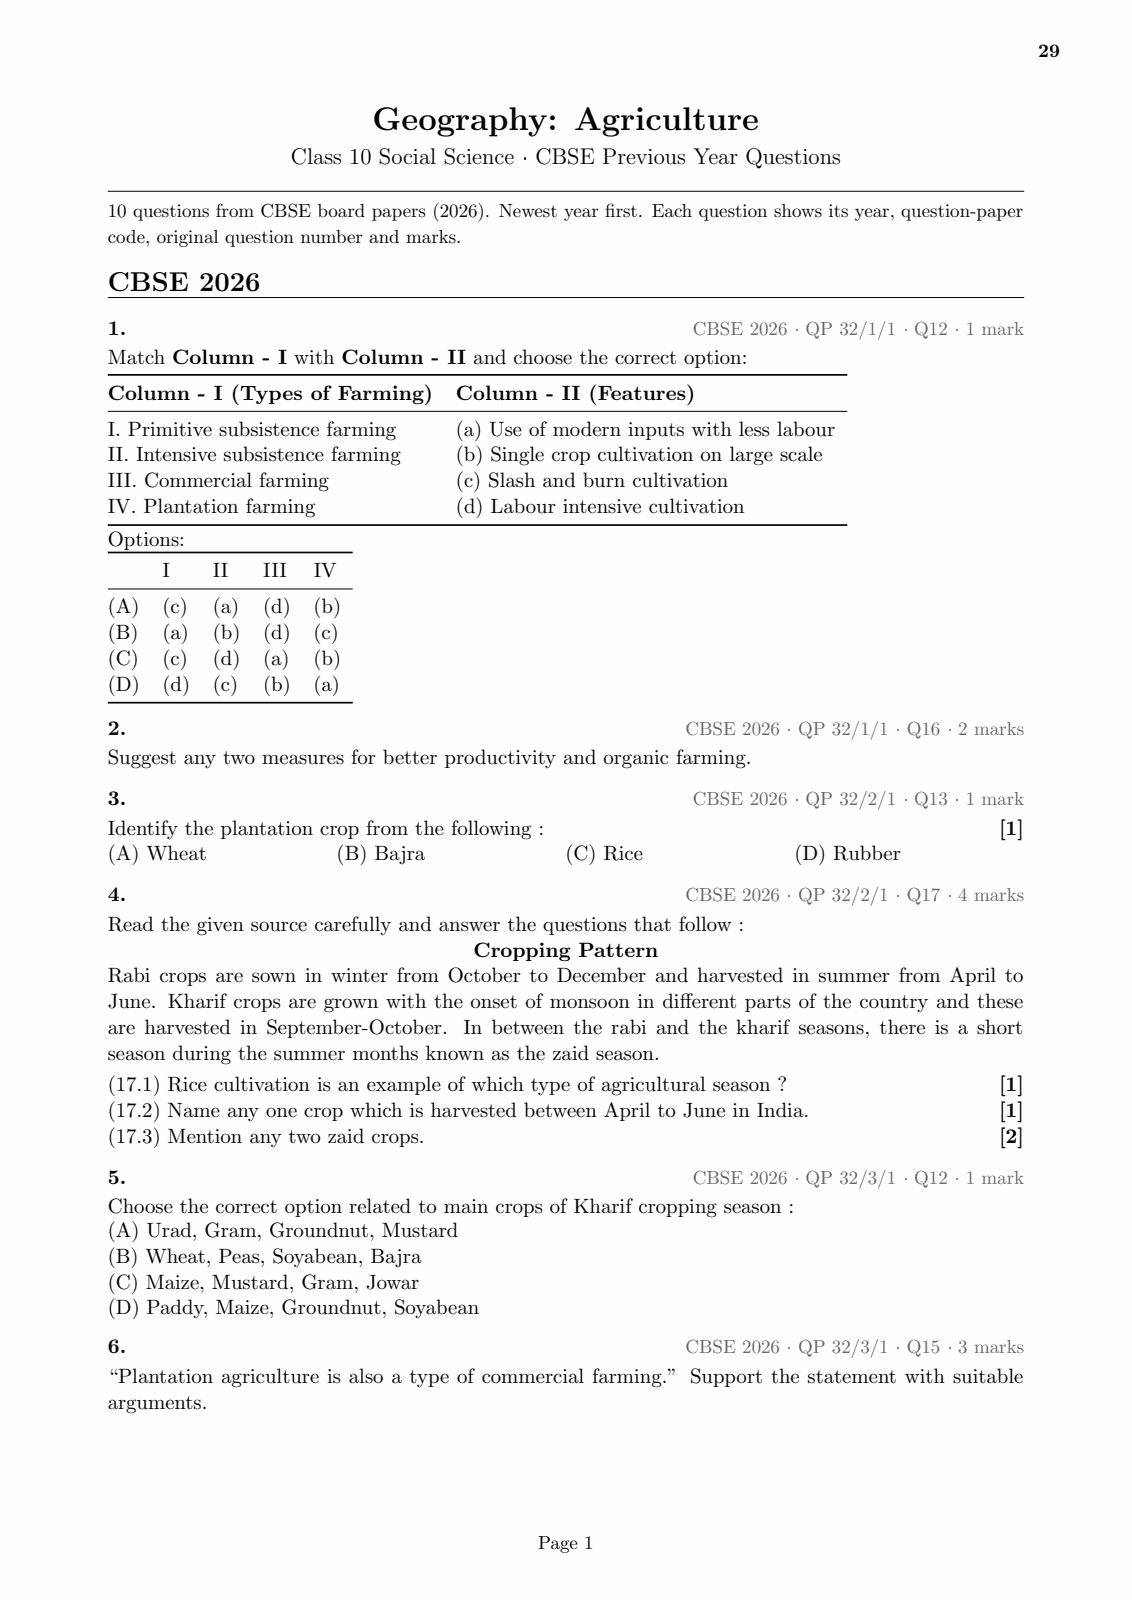 29
Geography: Agriculture
Class 10 Social Science · CBSE Previous Year Questions
10 questions from CBSE board papers (2026). Newest year first. Each question shows its year, question-paper
code, original question number and marks.
CBSE 2026
1. CBSE 2026 · QP 32/1/1 · Q12 · 1 mark
Match Column - I with Column - II and choose the correct option:
Column - I (Types of Farming) Column - II (Features)
I. Primitive subsistence farming (a) Use of modern inputs with less labour
II. Intensive subsistence farming (b) Single crop cultivation on large scale
III. Commercial farming (c) Slash and burn cultivation
IV. Plantation farming (d) Labour intensive cultivation
Options:
I II III IV
(A) (c) (a) (d) (b)
(B) (a) (b) (d) (c)
(C) (c) (d) (a) (b)
(D) (d) (c) (b) (a)
2. CBSE 2026 · QP 32/1/1 · Q16 · 2 marks
Suggest any two measures for better productivity and organic farming.
3. CBSE 2026 · QP 32/2/1 · Q13 · 1 mark
Identify the plantation crop from the following : [1]
(A) Wheat (B) Bajra (C) Rice (D) Rubber
4. CBSE 2026 · QP 32/2/1 · Q17 · 4 marks
Read the given source carefully and answer the questions that follow :
Cropping Pattern
Rabi crops are sown in winter from October to December and harvested in summer from April to
June. Kharif crops are grown with the onset of monsoon in different parts of the country and these
are harvested in September-October. In between the rabi and the kharif seasons, there is a short
season during the summer months known as the zaid season.
(17.1) Rice cultivation is an example of which type of agricultural season ? [1]
(17.2) Name any one crop which is harvested between April to June in India. [1]
(17.3) Mention any two zaid crops. [2]
5. CBSE 2026 · QP 32/3/1 · Q12 · 1 mark
Choose the correct option related to main crops of Kharif cropping season :
(A) Urad, Gram, Groundnut, Mustard
(B) Wheat, Peas, Soyabean, Bajra
(C) Maize, Mustard, Gram, Jowar
(D) Paddy, Maize, Groundnut, Soyabean
6. CBSE 2026 · QP 32/3/1 · Q15 · 3 marks
“Plantation agriculture is also a type of commercial farming.” Support the statement with suitable
arguments.
Page 1